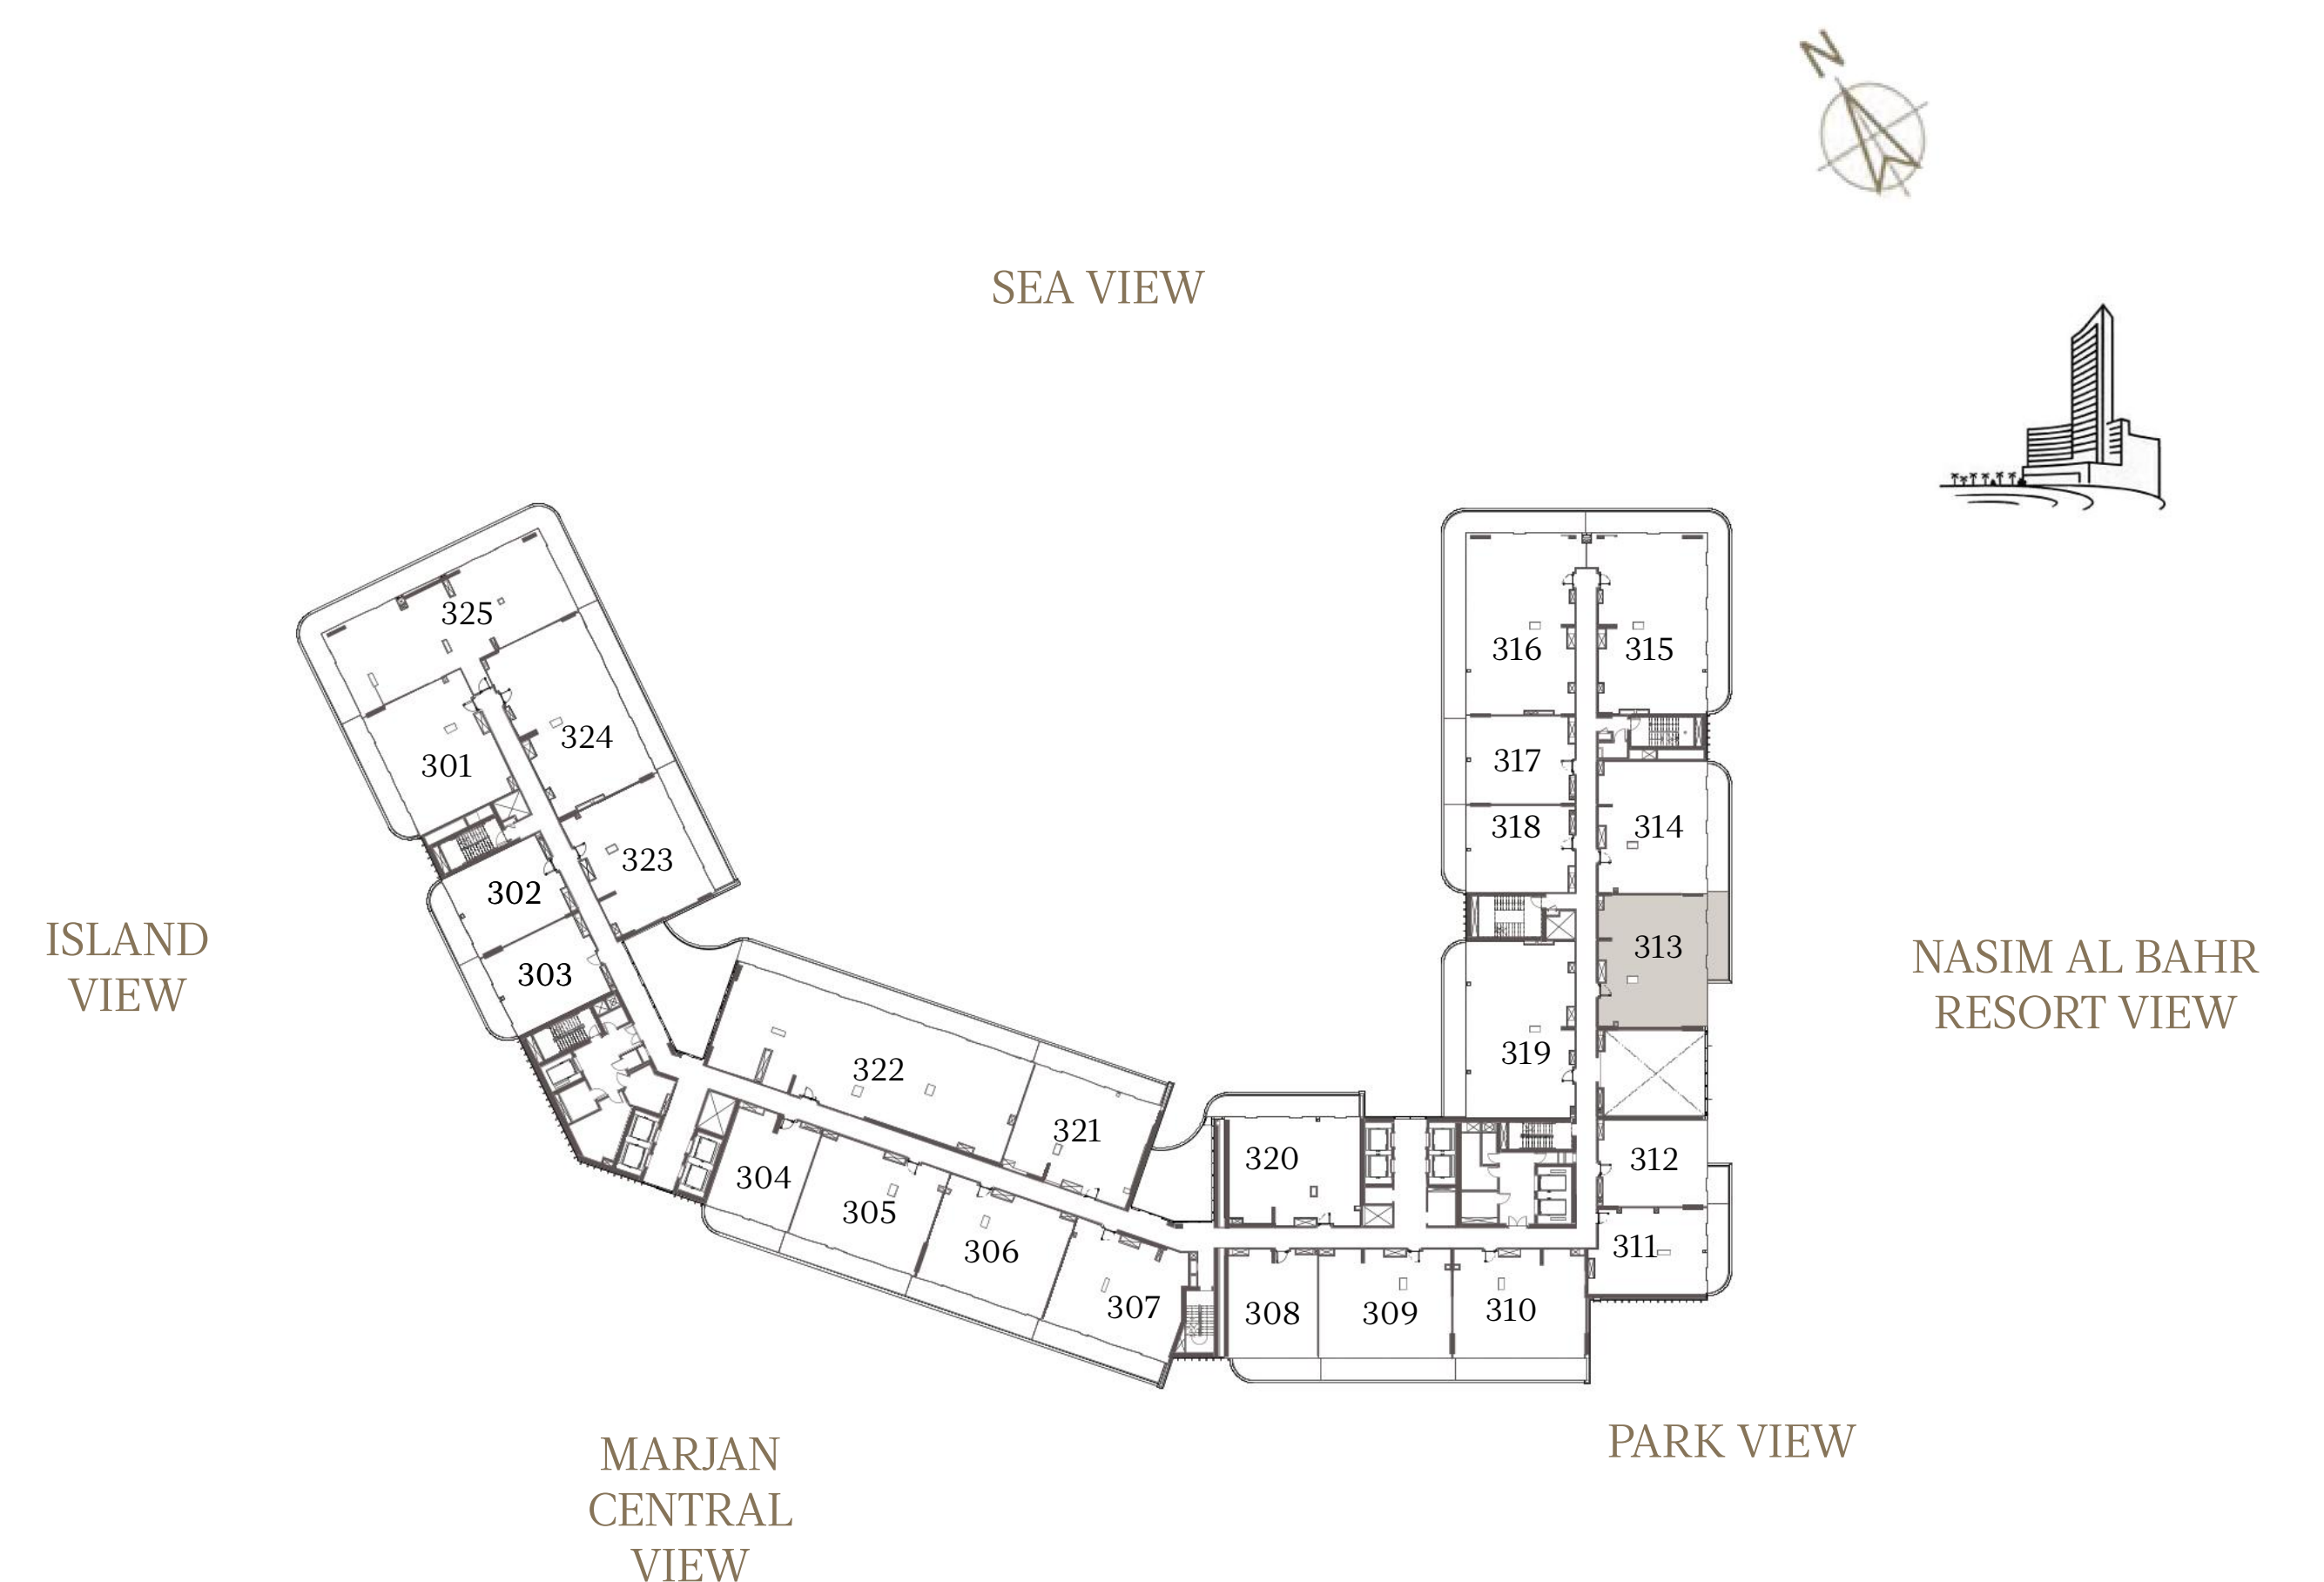 N
SEA VIEW
325
316
315
324
317
301
318
314
323
302
313
ISLAND
VIEW
NASIM AL BAHR
RESORT VIEW
303
319
322
321
320
312
304
305
306
311
307
308
309
310
PARK VIEW
MARJAN
CENTRAL
VIEW